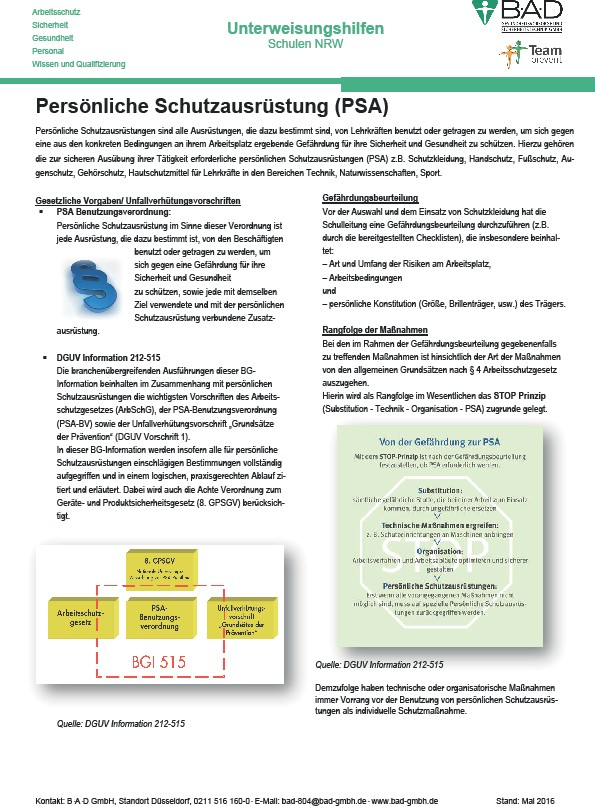 Arbeitsschutz
Sicherheit
Gesundheit
Personal
Wissen und Qualifizierung
Unterweisungshilfen
Schulen NRW
B·A·D
SICHERHEITSTECHNIK GMBH
Team
prevent
Persönliche Schutzausrüstung (PSA)
Persönliche Schutzausrüstungen sind alle Ausrüstungen, die dazu bestimmt sind, von Lehrkräften benutzt oder getragen zu werden, um sich gegen
eine aus den konkreten Bedingungen an ihrem Arbeitsplatz ergebende Gefährdung für ihre Sicherheit und Gesundheit zu schützen. Hierzu gehören
die zur sicheren Ausübung ihrer Tätigkeit erforderliche persönlichen Schutzausrüstungen (PSA) z.B. Schutzkleidung, Handschutz, Fußschutz, Au-
genschutz, Gehörschutz, Hautschutzmittel für Lehrkräfte in den Bereichen Technik, Naturwissenschaften, Sport.
Gesetzliche Vorgaben/ Unfallverhütungsvorschriften
▪ PSA Benutzungsverordnung:
Persönliche Schutzausrüstung im Sinne dieser Verordnung ist
jede Ausrüstung, die dazu bestimmt ist, von den Beschäftigten
benutzt oder getragen zu werden, um
sich gegen eine Gefährdung für ihre
Sicherheit und Gesundheit
zu schützen, sowie jede mit demselben
Ziel verwendete und mit der persönlichen
Schutzausrüstung verbundene Zusatz-
ausrüstung.
§
▪ DGUV Information 212-515
Die branchenübergreifenden Ausführungen dieser BG-
Information beinhalten im Zusammenhang mit persönlichen
Schutzausrüstungen die wichtigsten Vorschriften des Arbeits-
schutzgesetzes (ArbSchG), der PSA-Benutzungsverordnung
(PSA-BV) sowie der Unfallverhütungsvorschrift „Grundsätze
der Prävention“ (DGUV Vorschrift 1).
In dieser BG-Information werden insofern alle für persönliche
Schutzausrüstungen einschlägigen Bestimmungen vollständig
aufgegriffen und in einem logischen, praxisgerechten Ablauf zi-
tiert und erläutert. Dabei wird auch die Achte Verordnung zum
Geräte- und Produktsicherheitsgesetz (8. GPSGV) berücksich-
tigt.
8. GPSGV
Arbeitsschutz-
gesetz
PSA-
Benutzungs-
verordnung
Unfallverhütungs-
vorschrift
„Grundsätze der
Prävention“
BGI 515
Quelle: DGUV Information 212-515
Gefährdungsbeurteilung
Vor der Auswahl und dem Einsatz von Schutzkleidung hat die
Schulleitung eine Gefährdungsbeurteilung durchzuführen (z.B.
durch die bereitgestellten Checklisten), die insbesondere beinhal-
tet:
– Art und Umfang der Risiken am Arbeitsplatz,
– Arbeitsbedingungen
und
– persönliche Konstitution (Größe, Brillenträger, usw.) des Trägers.
Rangfolge der Maßnahmen
Bei den im Rahmen der Gefährdungsbeurteilung gegebenenfalls
zu treffenden Maßnahmen ist hinsichtlich der Art der Maßnahmen
von den allgemeinen Grundsätzen nach § 4 Arbeitsschutzgesetz
auszugehen.
Hierin wird als Rangfolge im Wesentlichen das STOP Prinzip
(Substitution - Technik - Organisation - PSA) zugrunde gelegt.
Von der Gefährdung zur PSA
Mit dem STOP-Prinzip ist nach der Gefährdungsbeurteilung
festzustellen, ob PSA erforderlich werden.
Substitution:
sämtliche gefährliche Stoffe, die bei einer Arbeit zum Einsatz
kommen, durch ungefährliche ersetzen
Technische Maßnahmen ergreifen:
z. B. Schutzeinrichtungen an Maschinen anbringen
STOP
Organisation:
Arbeitsverfahren und Arbeitsabläufe optimieren und sicherer
gestalten
Persönliche Schutzausrüstungen:
Erst wenn alle vorangegangenen Maßnahmen nicht
möglich sind, muss auf spezielle Persönliche Schutzausrüs-
tungen zurückgegriffen werden.
Quelle: DGUV Information 212-515
Demzufolge haben technische oder organisatorische Maßnahmen
immer Vorrang vor der Benutzung von persönlichen Schutzausrüs-
tungen als individuelle Schutzmaßnahme.
Kontakt: B·A·D GmbH, Standort Düsseldorf, 0211 516 160-0· E-Mail: bad-804@bad-gmbh.de · www.bad-gmbh.de Stand: Mai 2016